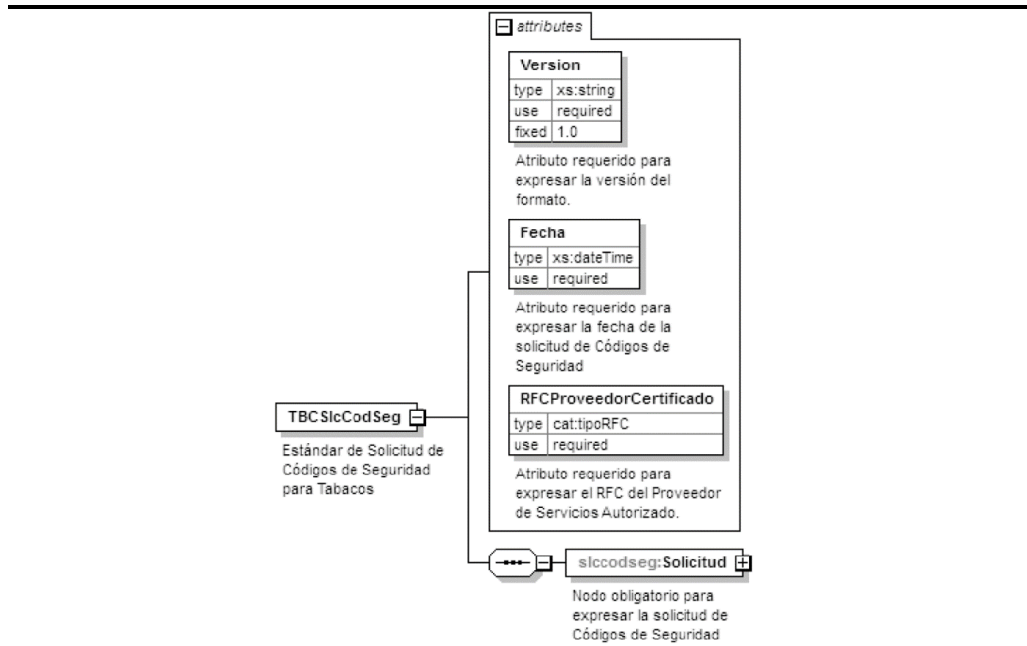 attributes
Version
type xs:string
use required
fixed 1.0
Atributo requerido para
expresar la versión del
formato.
Fecha
type xs:dateTime
use required
Atributo requerido para
expresar la fecha de la
solicitud de Códigos de
Seguridad
RFCProveedorCertificado
type cat:tipoRFC
use required
Atributo requerido para
expresar el RFC del Proveedor
de Servicios Autorizado.
TBCSlcCodSeg
Estándar de Solicitud de
Códigos de Seguridad
para Tabacos
slccodseg:Solicitud
Nodo obligatorio para
expresar la solicitud de
Códigos de Seguridad